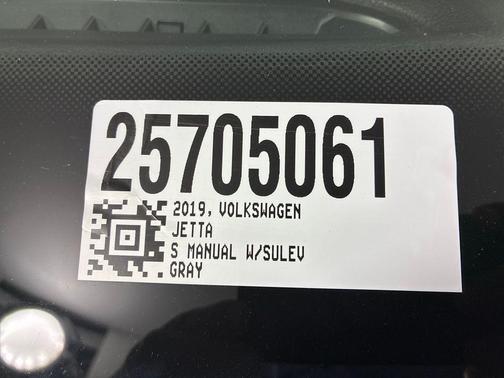 25705061
2019, VOLKSWAGEN
JETTA
S MANUAL W/SULEV
GRAY